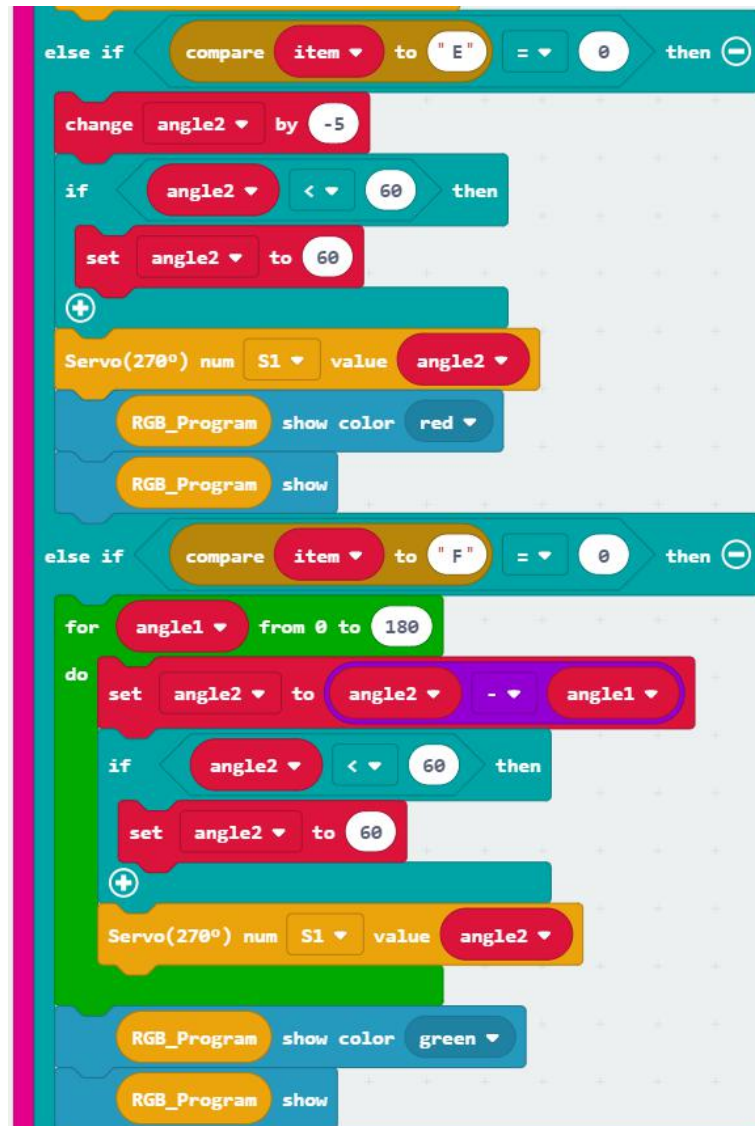 else if compare item to "E" = 0 then
change angle2 by -5
if angle2 < 60 then
set angle2 to 60
Servo(270º) num S1 value angle2
RGB_Program show color red
RGB_Program show
else if compare item to "F" = 0 then
for angle1 from 0 to 180
do
set angle2 to angle2 - angle1
if angle2 < 60 then
set angle2 to 60
Servo(270º) num S1 value angle2
RGB_Program show color green
RGB_Program show